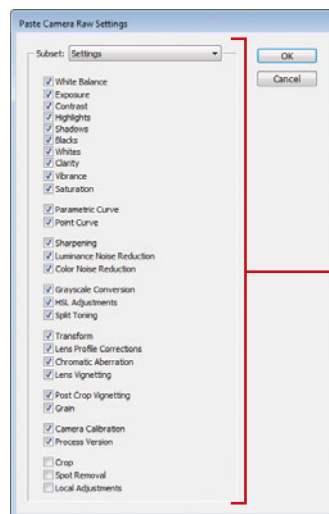 Paste Camera Raw Settings
Subset: Settings
OK
Cancel
White Balance
Exposure
Contrast
Highlights
Shadows
Blacks
Whites
Clarity
Vibrance
Saturation
Parametric Curve
Point Curve
Sharpening
Luminance Noise Reduction
Color Noise Reduction
Grayscale Conversion
HSL Adjustments
Split Toning
Transform
Lens Profile Corrections
Chromatic Aberration
Lens Vignetting
Post Crop Vignetting
Grain
Camera Calibration
Process Version
Crop
Spot Removal
Local Adjustments